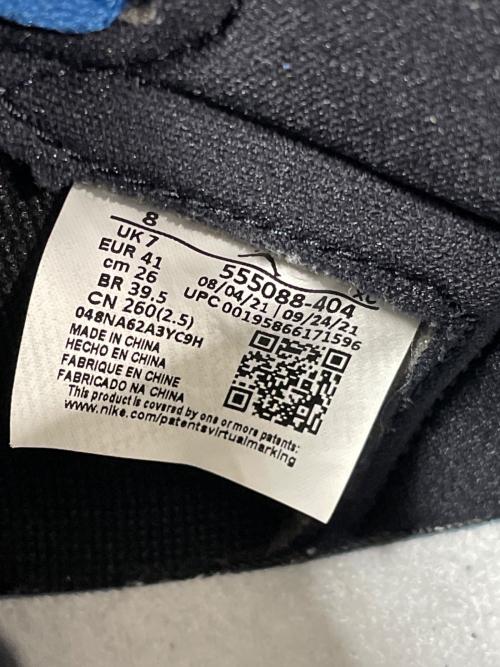 8
UK 7
EUR 41
cm 26
BR 39.5
CN 260(2.5)
048NA62A3YC9H
MADE IN CHINA
HECHO EN CHINA
FABRIQUE EN CHINE
FABRICADO NA CHINA
This product is covered by one or more patents:
www.nike.com/patentsvirtualmarking
555088-404
08/04/21 | 09/24/21
UPC 00195866171596